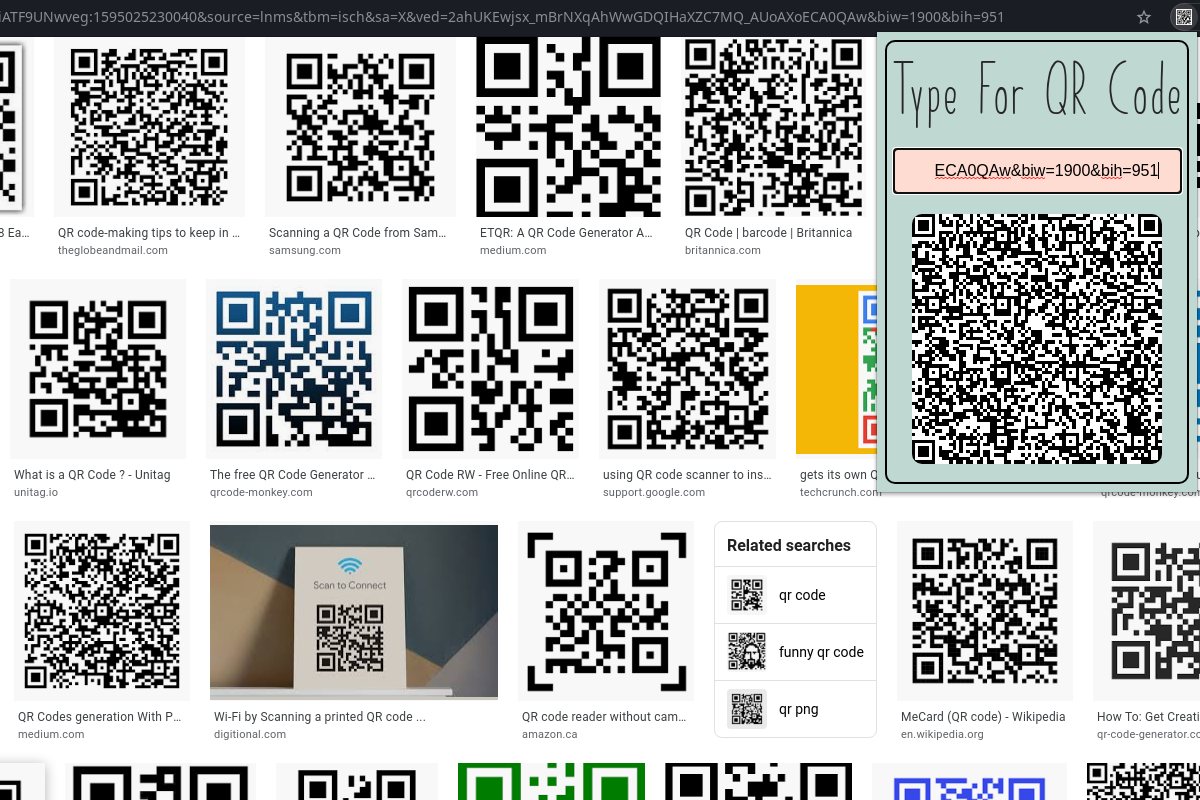 iATF9UNwveg:1595025230040&source=lnms&tbm=isch&sa=X&ved=2ahUKEwjsx_mBrNXqAhWwGDQIHaXZC7MQ_AUoAXoECA0QAw&biw=1900&bih=951
Type For QR Code
ECA0QAw&biw=1900&bih=951
8 Ea…
QR code-making tips to keep in …
theglobeandmail.com
Scanning a QR Code from Sam…
samsung.com
ETQR: A QR Code Generator A…
medium.com
QR Code | barcode | Britannica
britannica.com
What is a QR Code ? - Unitag
unitag.io
The free QR Code Generator …
qrcode-monkey.com
QR Code RW - Free Online QR…
qrcoderw.com
using QR code scanner to ins…
support.google.com
gets its own Q
techcrunch.com
qrcode-monkey.com
Scan to Connect
QR Codes generation With P…
medium.com
Wi-Fi by Scanning a printed QR code ...
digitional.com
QR code reader without cam…
amazon.ca
Related searches
qr code
funny qr code
qr png
MeCard (QR code) - Wikipedia
en.wikipedia.org
How To: Get Creati
qr-code-generator.co